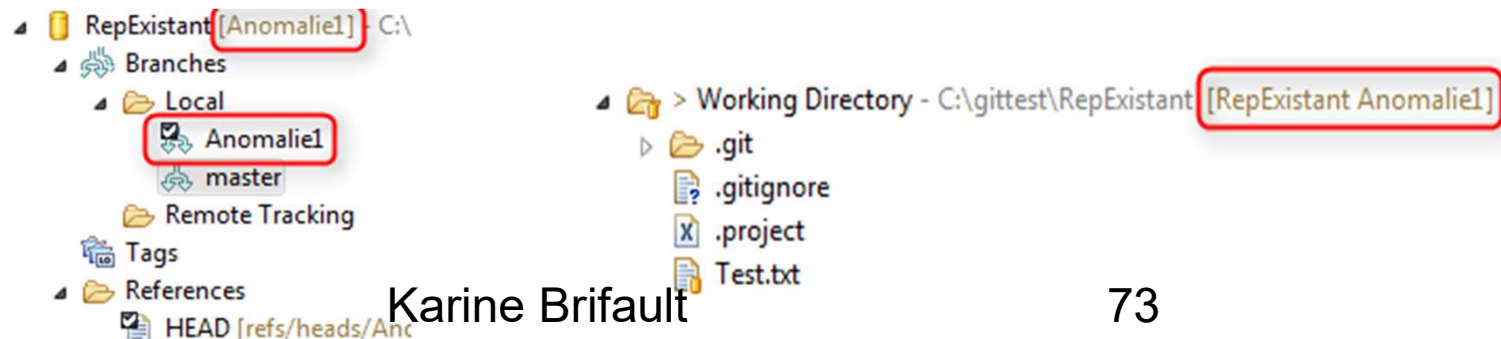 RepExistant [Anomalie1] - C:\
Branches
Local
Anomalie1
master
Remote Tracking
Tags
References
HEAD [refs/heads/Ano
> Working Directory - C:\gittest\RepExistant [RepExistant Anomalie1]
.git
.gitignore
.project
Test.txt
Karine Brifault
73